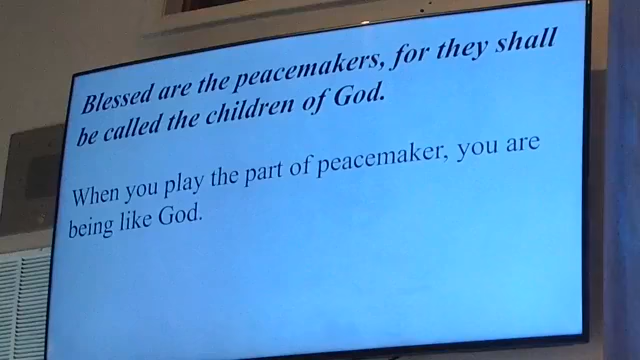 Blessed are the peacemakers, for they shall
be called the children of God.
When you play the part of peacemaker, you are
being like God.